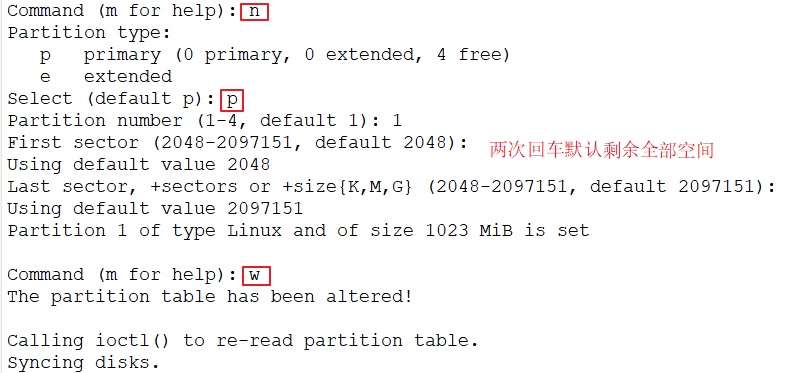 Command (m for help): n
Partition type:
   p   primary (0 primary, 0 extended, 4 free)
   e   extended
Select (default p): p
Partition number (1-4, default 1): 1
First sector (2048-2097151, default 2048):
两次回车默认剩余全部空间
Using default value 2048
Last sector, +sectors or +size{K,M,G} (2048-2097151, default 2097151):
Using default value 2097151
Partition 1 of type Linux and of size 1023 MiB is set
Command (m for help): w
The partition table has been altered!
Calling ioctl() to re-read partition table.
Syncing disks.